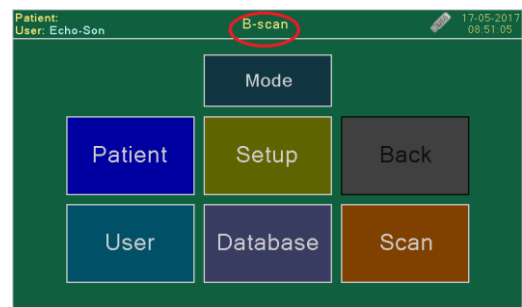 Patient:
User: Echo-Son
B-scan
17-05-2017
08:51:05
Mode
Patient Setup Back
User Database Scan